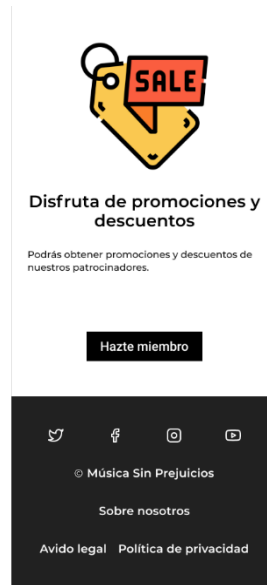 SALE
Disfruta de promociones y
descuentos
Podrás obtener promociones y descuentos de
nuestros patrocinadores.
Hazte miembro
© Música Sin Prejuicios
Sobre nosotros
Avido legal Política de privacidad